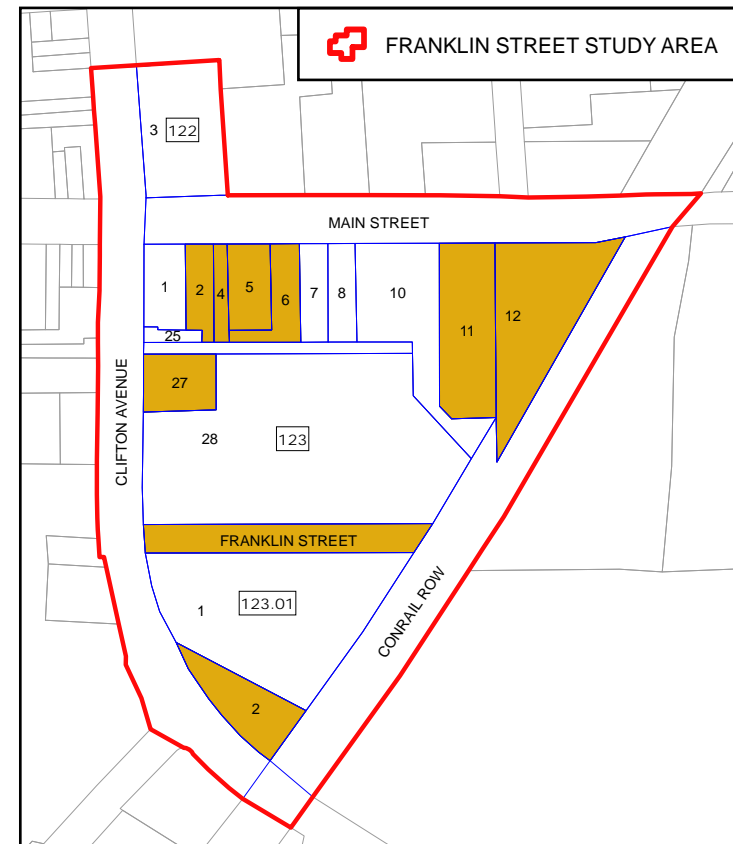 FRANKLIN STREET STUDY AREA
3 122
MAIN STREET
1 2 4 5 6 7 8 10 11 12
25
27
CLIFTON AVENUE
28 123
FRANKLIN STREET
1 123.01
CONRAIL ROW
2